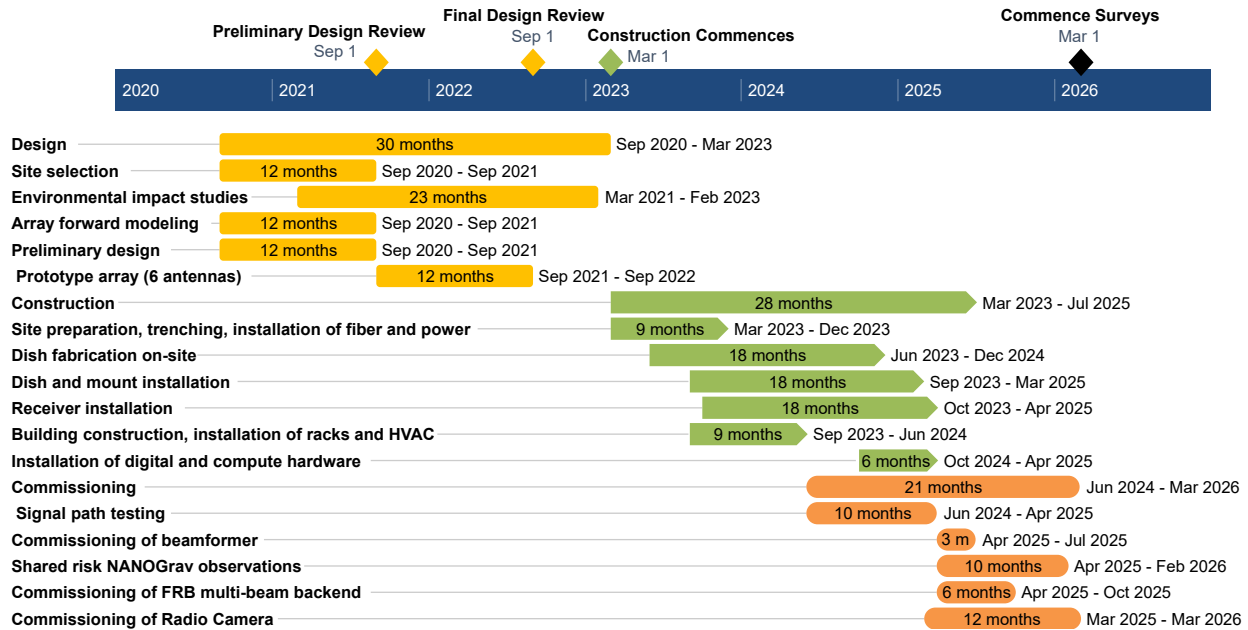 Final Design Review
Commence Surveys
Preliminary Design Review
Sep 1
Construction Commences
Mar 1
Sep 1
Mar 1
2020 2021 2022 2023 2024 2025 2026
Design 30 months Sep 2020 - Mar 2023
Site selection 12 months Sep 2020 - Sep 2021
Environmental impact studies 23 months Mar 2021 - Feb 2023
Array forward modeling 12 months Sep 2020 - Sep 2021
Preliminary design 12 months Sep 2020 - Sep 2021
Prototype array (6 antennas) 12 months Sep 2021 - Sep 2022
Construction 28 months Mar 2023 - Jul 2025
Site preparation, trenching, installation of fiber and power 9 months Mar 2023 - Dec 2023
Dish fabrication on-site 18 months Jun 2023 - Dec 2024
Dish and mount installation 18 months Sep 2023 - Mar 2025
Receiver installation 18 months Oct 2023 - Apr 2025
Building construction, installation of racks and HVAC 9 months Sep 2023 - Jun 2024
Installation of digital and compute hardware 6 months Oct 2024 - Apr 2025
Commissioning 21 months Jun 2024 - Mar 2026
Signal path testing 10 months Jun 2024 - Apr 2025
Commissioning of beamformer 3 m Apr 2025 - Jul 2025
Shared risk NANOGrav observations 10 months Apr 2025 - Feb 2026
Commissioning of FRB multi-beam backend 6 months Apr 2025 - Oct 2025
Commissioning of Radio Camera 12 months Mar 2025 - Mar 2026